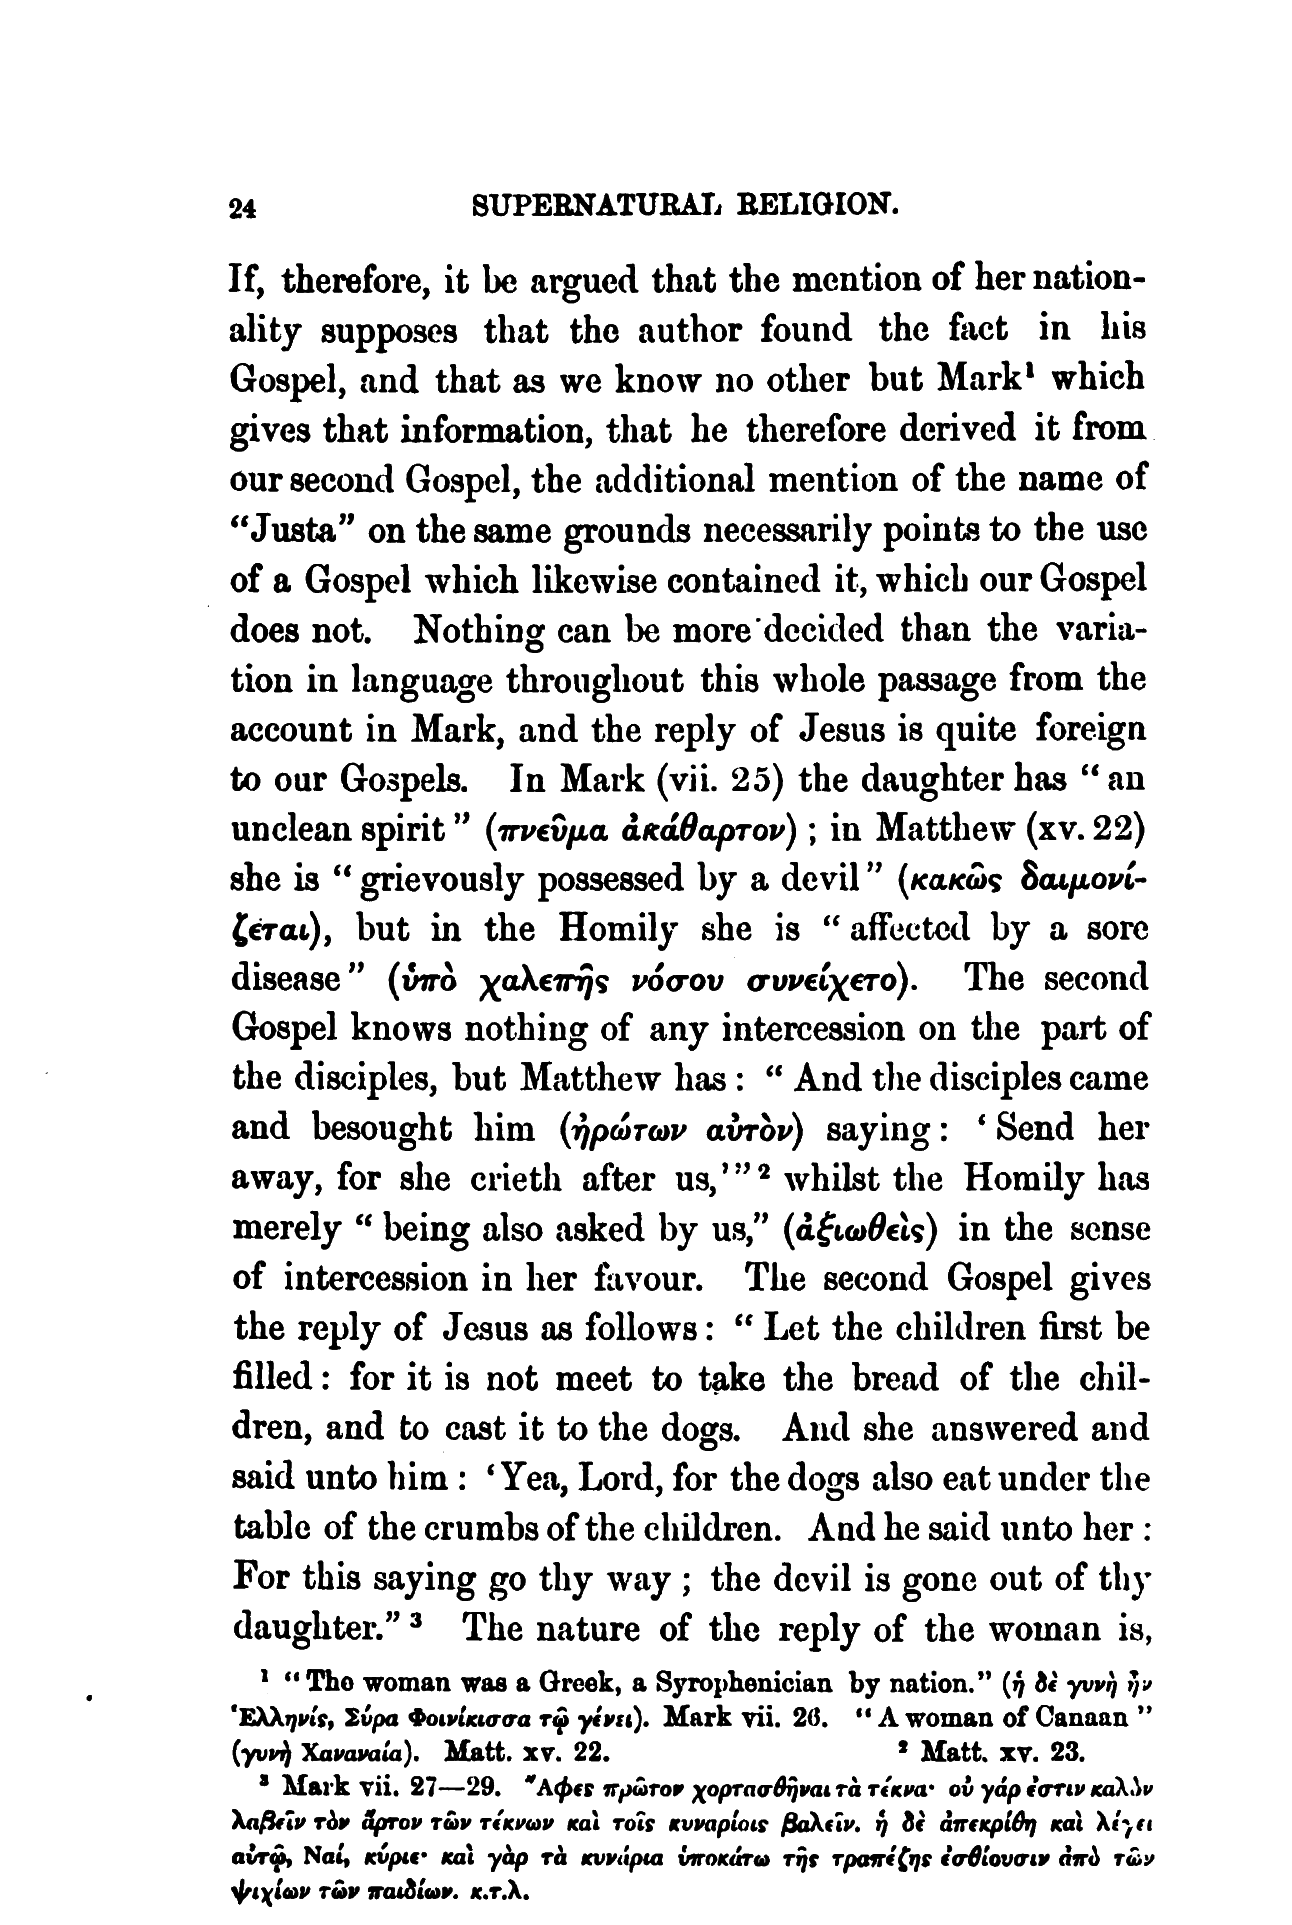 24 SUPERNATURAL RELIGION.
If, therefore, it be argued that the mention of her nation-
ality supposes that the author found the fact in his
Gospel, and that as we know no other but Mark¹ which
gives that information, that he therefore derived it from
our second Gospel, the additional mention of the name of
“Justa” on the same grounds necessarily points to the use
of a Gospel which likewise contained it, which our Gospel
does not. Nothing can be more decided than the varia-
tion in language throughout this whole passage from the
account in Mark, and the reply of Jesus is quite foreign
to our Gospels. In Mark (vii. 25) the daughter has “an
unclean spirit” (πνεῦμα ἀκάθαρτον); in Matthew (xv. 22)
she is “grievously possessed by a devil” (κακῶς δαιμονί-
ζεται), but in the Homily she is “affected by a sore
disease” (ὑπὸ χαλεπῆς νόσου συνείχετο). The second
Gospel knows nothing of any intercession on the part of
the disciples, but Matthew has: “And the disciples came
and besought him (ἠρώτων αὐτὸν) saying: ‘Send her
away, for she crieth after us,’”² whilst the Homily has
merely “being also asked by us,” (ἀξιωθεὶς) in the sense
of intercession in her favour. The second Gospel gives
the reply of Jesus as follows: “Let the children first be
filled: for it is not meet to take the bread of the chil-
dren, and to cast it to the dogs. And she answered and
said unto him: ‘Yea, Lord, for the dogs also eat under the
table of the crumbs of the children. And he said unto her:
For this saying go thy way; the devil is gone out of thy
daughter.”³ The nature of the reply of the woman is,
¹ “The woman was a Greek, a Syrophenician by nation.” (ἡ δὲ γυνὴ ἦν
Ἑλληνίς, Σύρα Φοινίκισσα τῷ γένει). Mark vii. 26. “A woman of Canaan”
(γυνὴ Χαναναία). Matt. xv. 22. ² Matt. xv. 23.
³ Mark vii. 27—29. Ἄφες πρῶτον χορτασθῆναι τὰ τέκνα· οὐ γάρ ἐστιν καλὸν
λαβεῖν τὸν ἄρτον τῶν τέκνων καὶ τοῖς κυναρίοις βαλεῖν. ἡ δὲ ἀπεκρίθη καὶ λέγει
αὐτῷ, Ναί, κύριε· καὶ γὰρ τὰ κυνάρια ὑποκάτω τῆς τραπέζης ἐσθίουσιν ἀπὸ τῶν
ψιχίων τῶν παιδίων. κ.τ.λ.